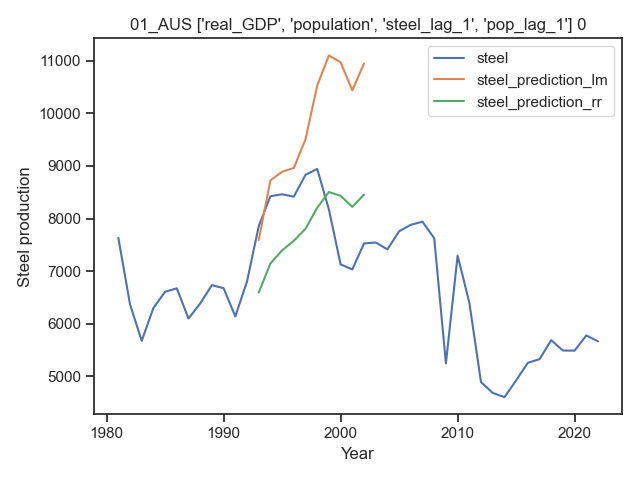 01_AUS ['real_GDP', 'population', 'steel_lag_1', 'pop_lag_1'] 0
steel
steel_prediction_lm
steel_prediction_rr
11000
10000
9000
8000
7000
6000
5000
Steel production
1980
1990
2000
2010
2020
Year